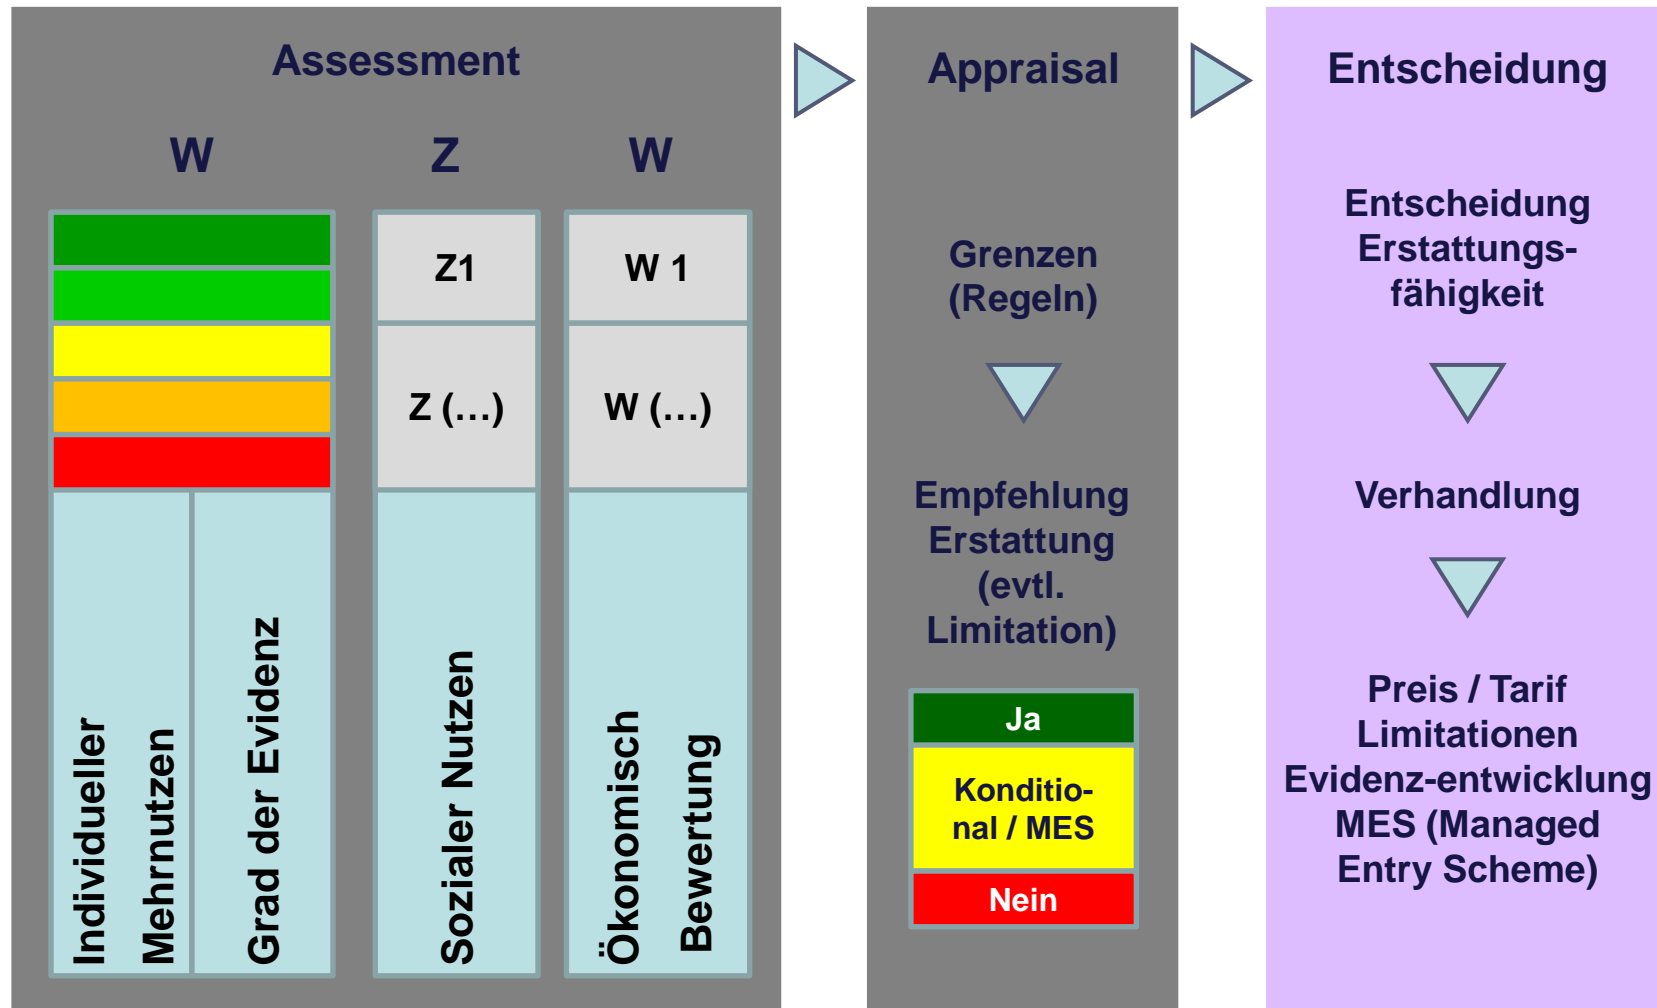 Assessment
W Z W
Z1
W 1
Z (…)
W (…)
Individueller
Mehrnutzen
Grad der Evidenz
Sozialer Nutzen
Ökonomisch
Bewertung
Appraisal
Grenzen
(Regeln)
Empfehlung
Erstattung
(evtl.
Limitation)
Ja
Konditio-
nal / MES
Nein
Entscheidung
Entscheidung
Erstattungs-
fähigkeit
Verhandlung
Preis / Tarif
Limitationen
Evidenz-entwicklung
MES (Managed
Entry Scheme)